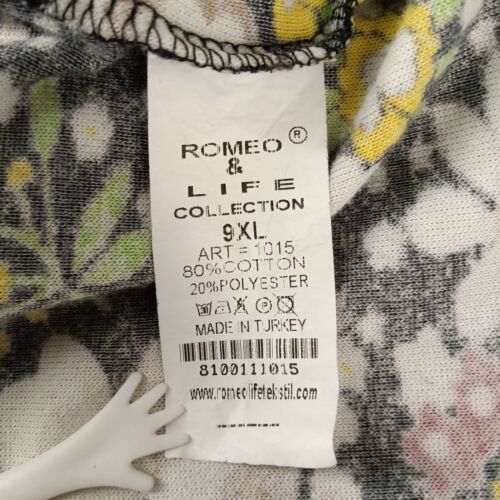 ROMEO ®
&
LIFE
COLLECTION
9XL
ART = 1015
80%COTTON
20%POLYESTER
MADE IN TURKEY
8100111015
www.romeolifetekstil.com